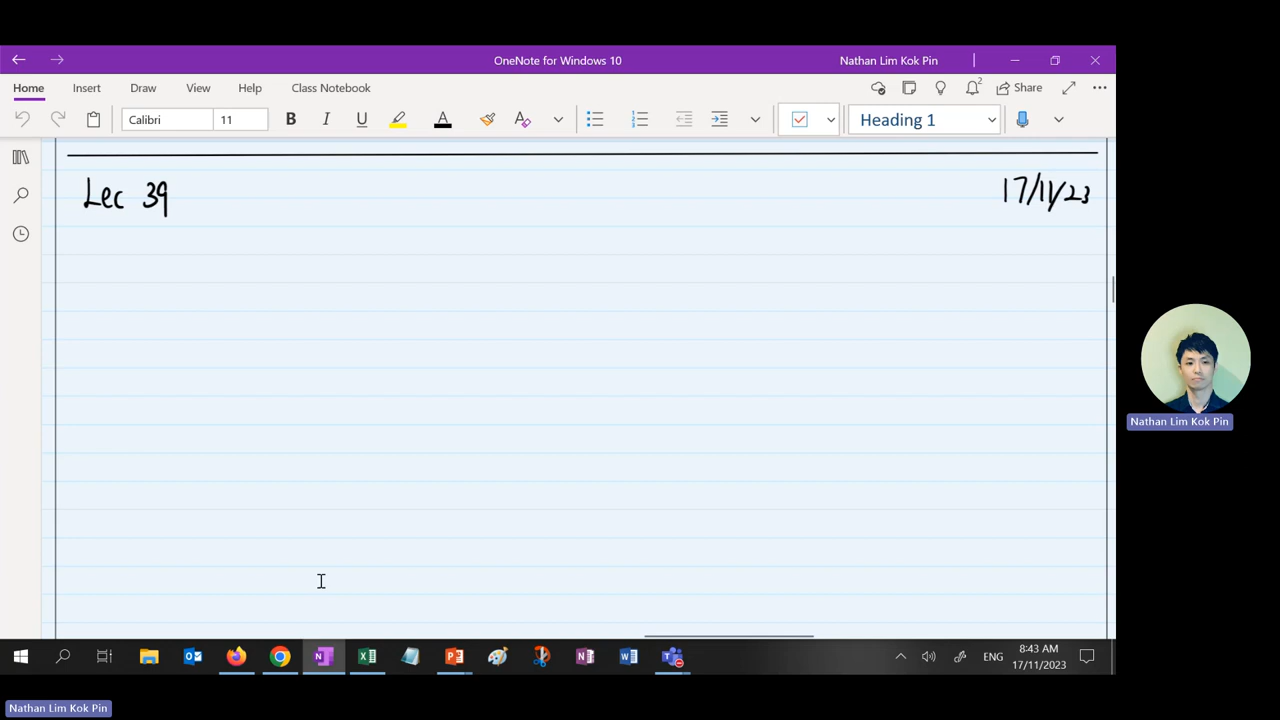 OneNote for Windows 10
Nathan Lim Kok Pin
Home Insert Draw View Help Class Notebook
2 Share
Calibri 11 B I U A A Heading 1
Lec 39 17/11/23
Nathan Lim Kok Pin
ENG 8:43 AM
17/11/2023
Nathan Lim Kok Pin